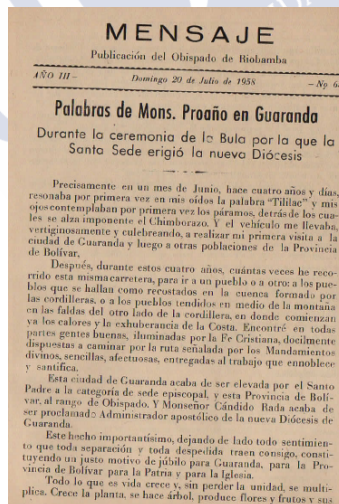 MENSAJE
Publicación del Obispado de Riobamba
AÑO III – Domingo 20 de Julio de 1958 – Nº 6
Palabras de Mons. Proaño en Guaranda
Durante la ceremonia de la Bula por la que la
Santa Sede erigió la nueva Diócesis
Precisamente en un mes de Junio, hace cuatro años y días,
resonaba por primera vez en mis oídos la palabra "Tililac" y mis
ojos contemplaban por primera vez los páramos, detrás de los cua-
les se alza imponente el Chimborazo. Y el vehículo me llevaba,
vertiginosamente y culebreando, a realizar mi primera visita a la
ciudad de Guaranda y luego a otras poblaciones de la Provincia
de Bolívar.
Después, durante estos cuatro años, cuántas veces he reco-
rrido esta misma carretera, para ir a un pueblo o a otro: a los pue-
blos que se hallan como recostados en la cuenca formada por
las cordilleras, o a los pueblos tendidos en medio de la montaña
en las faldas del otro lado de la cordillera, en donde comienzan
ya los calores y la exhuberancia de la Costa. Encontré en todas
partes gentes buenas, iluminadas por la Fe Cristiana, docilmente
dispuestas a caminar por la ruta señalada por los Mandamientos
divinos, sencillas, afectuosas, entregadas al trabajo que ennoblece
y santifica.
Esta ciudad de Guaranda acaba de ser elevada por el Santo
Padre a la categoría de sede episcopal, y esta Provincia de Bolí-
var, al rango de Obispado. Y Monseñor Cándido Rada acaba de
ser proclamado Administrador apostólico de la nueva Diócesis de
Guaranda.
Este hecho importantísimo, dejando de lado todo sentimien-
to que toda separación y toda despedida traen consigo, consti-
tuyendo un justo motivo de júbilo para Guaranda, para la Pro-
vincia de Bolívar para la Patria y para la Iglesia.
Todo lo que es vida crece y, sin perder la unidad, se multi-
plica. Crece la planta, se hace árbol, produce flores y frutos y sus